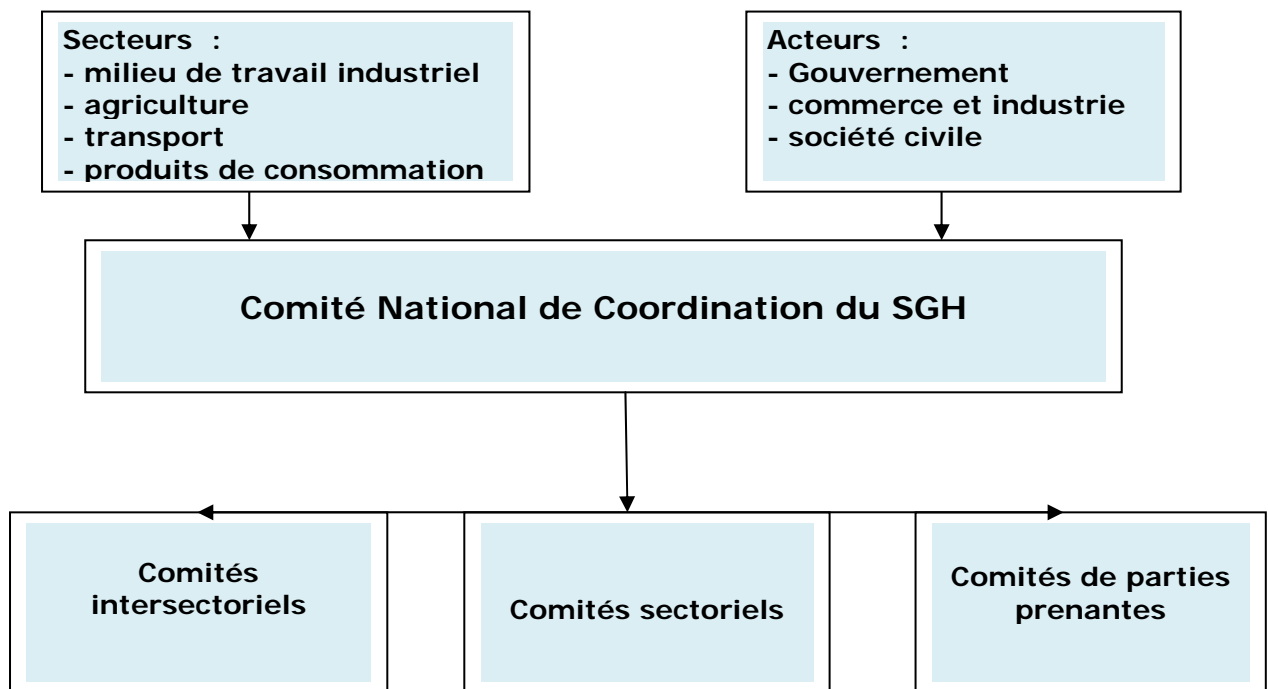 Secteurs :
- milieu de travail industriel
- agriculture
- transport
- produits de consommation
Acteurs :
- Gouvernement
- commerce et industrie
- société civile
Comité National de Coordination du SGH
Comités
intersectoriels
Comités sectoriels
Comités de parties
prenantes